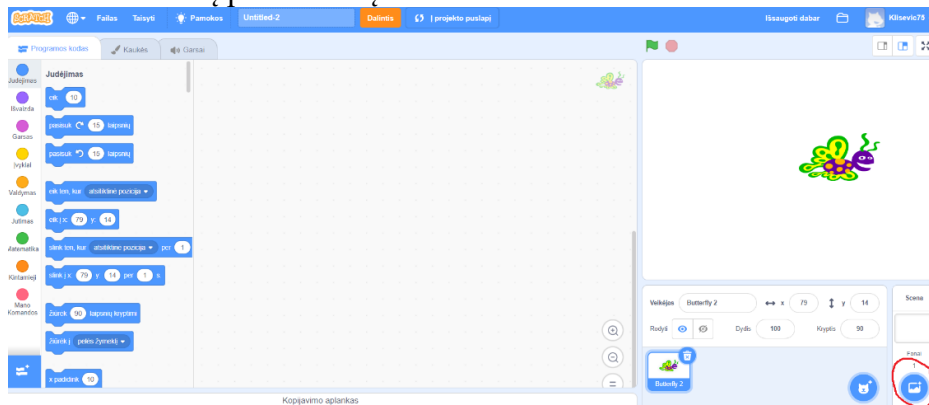 SCRATCH Failas Taisyti Pamokos Untitled-2 Dalintis Į projekto puslapį Išsaugoti dabar Klisevic75
Programos kodas Kaukės Garsai
Judėjimas
Judėjimas
eik 10
Išvaizda
pasisuk 15 laipsnių
Garsas
pasisuk 15 laipsnių
Įvykiai
Valdymas
eik ten, kur atsitiktinė pozicija
Jutimas
eik į x: 79 y: 14
Matematika
slink ten, kur atsitiktinė pozicija per 1
Kintamieji
slink į x: 79 y 14 per 1 s.
Mano Komandos
žiūrėk 90 laipsnių kryptimi
žiūrėk į pelės žymeklį
x padidink 10
Kopijavimo aplankas
Veikėjas Butterfly 2 x 79 y 14
Rodyti Dydis 100 Kryptis 90
Butterfly 2
Scena
Fonai
1